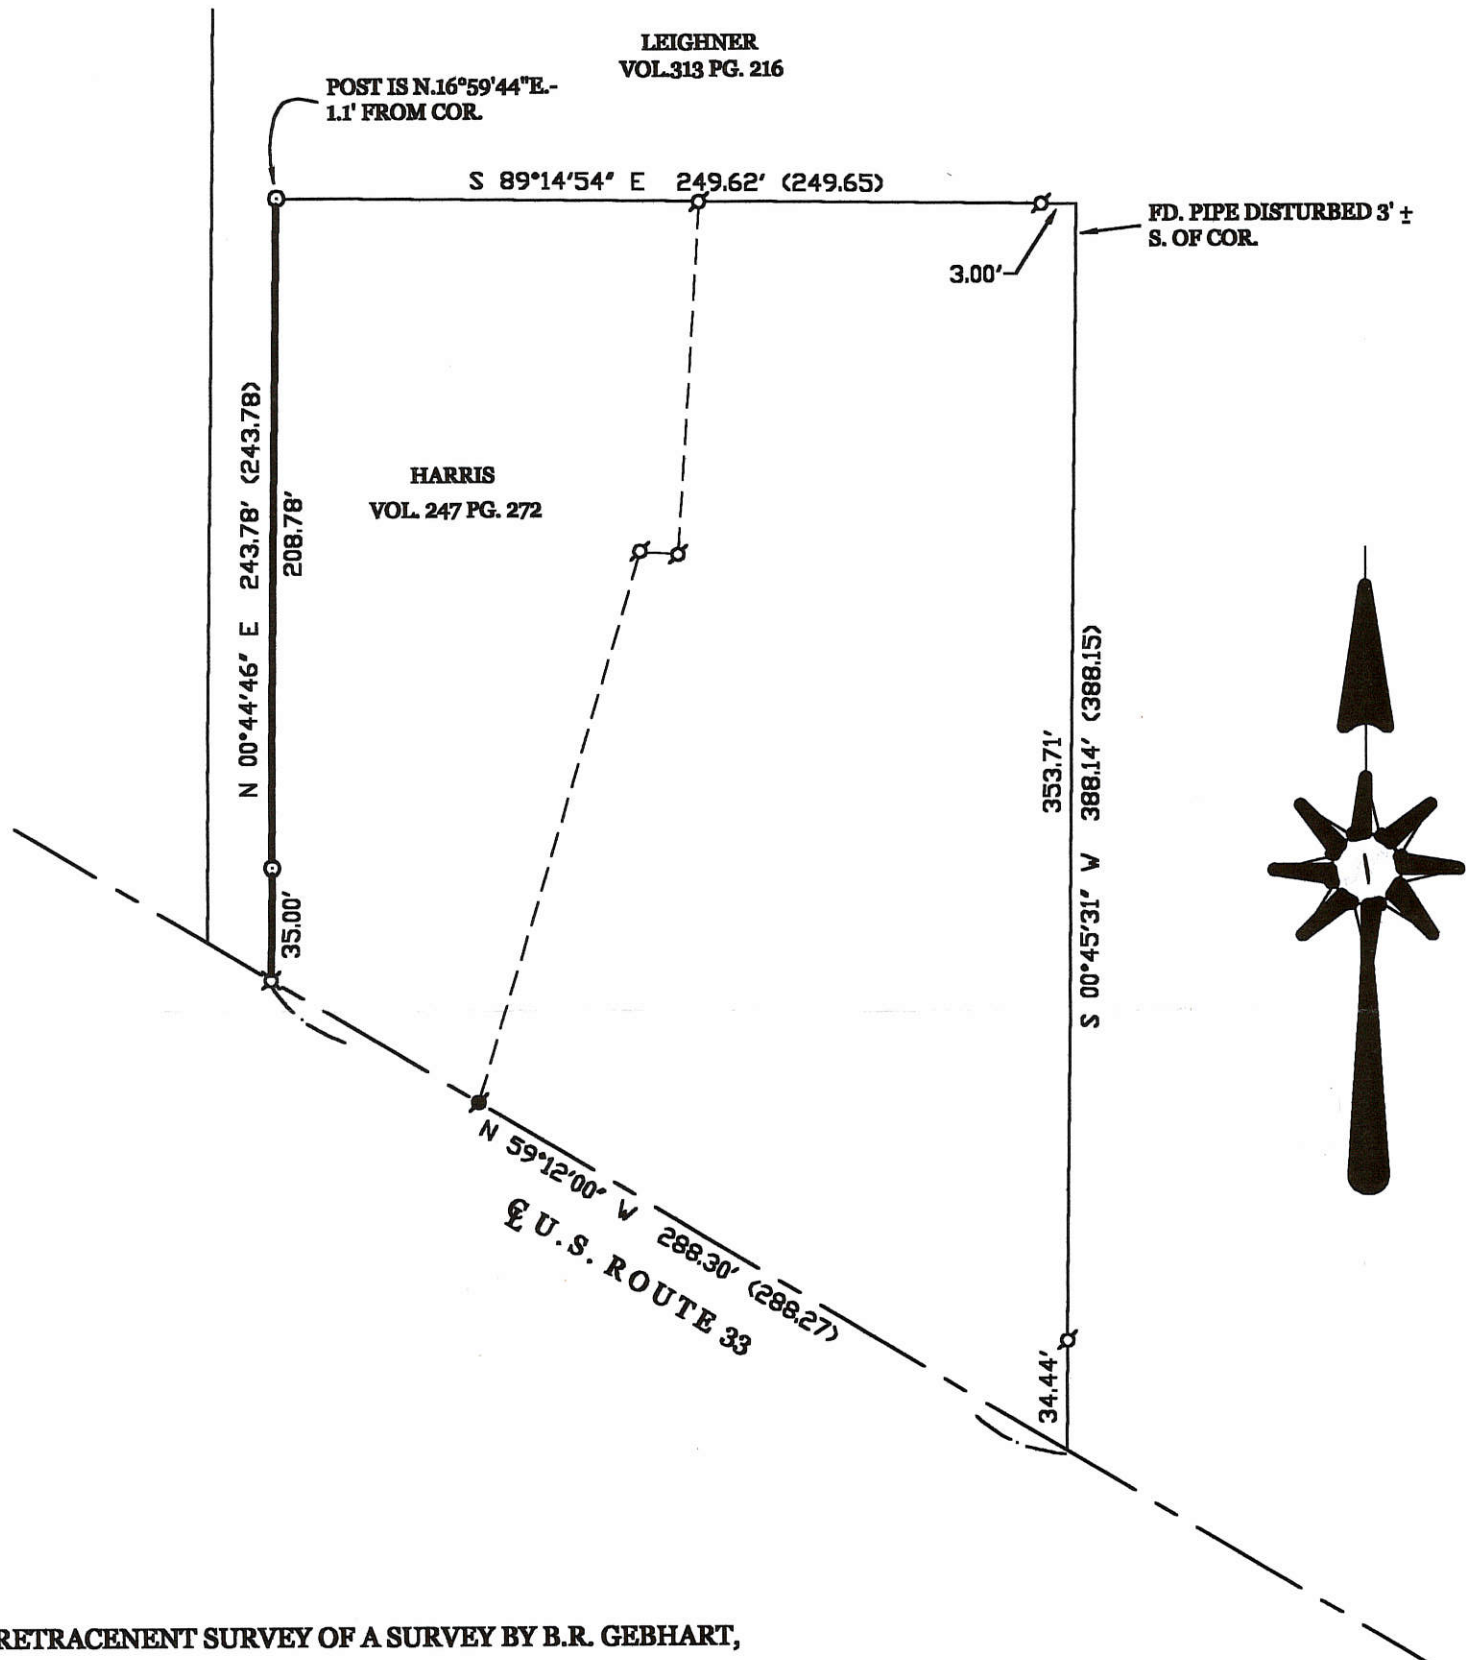 LEIGHNER
VOL.313 PG. 216
POST IS N.16°59'44"E.-
1.1' FROM COR.
S 89°14'54" E 249.62' (249.65)
FD. PIPE DISTURBED 3' ±
S. OF COR.
3.00'
N 00°44'46" E 243.78' (243.78)
208.78'
HARRIS
VOL. 247 PG. 272
353.71'
S 00°45'31" W 388.14' (388.15)
35.00'
N 59°12'00" W 288.30' (288.27)
℄ U.S. ROUTE 33
34.44'
RETRACENENT SURVEY OF A SURVEY BY B.R. GEBHART,